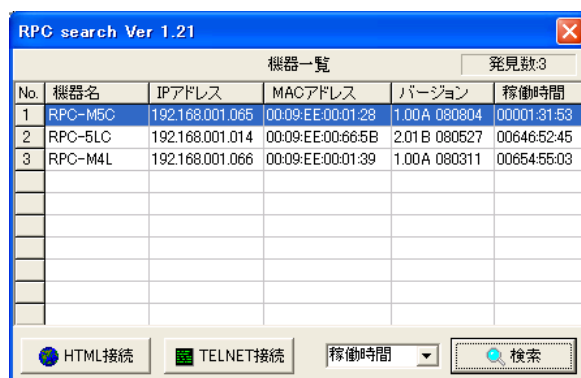 RPC search Ver 1.21
機器一覧 発見数:3
No. 機器名 IPアドレス MACアドレス バージョン 稼働時間
1 RPC-M5C 192.168.001.065 00:09:EE:00:01:28 1.00A 080804 00001:31:53
2 RPC-5LC 192.168.001.014 00:09:EE:00:66:5B 2.01B 080527 00646:52:45
3 RPC-M4L 192.168.001.066 00:09:EE:00:01:39 1.00A 080311 00654:55:03
HTML接続 TELNET接続 稼働時間 検索